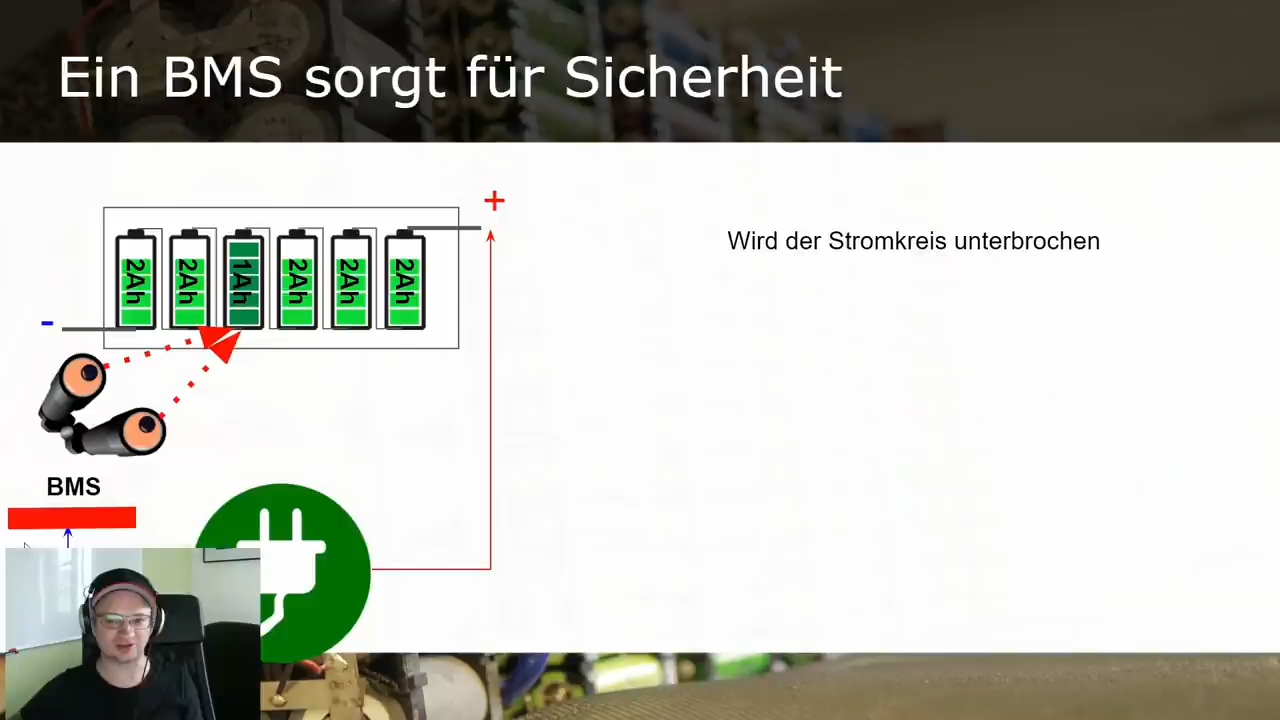 Ein BMS sorgt für Sicherheit
+
Wird der Stromkreis unterbrochen
2Ah 2Ah 1Ah 2Ah 2Ah 2Ah
-
BMS